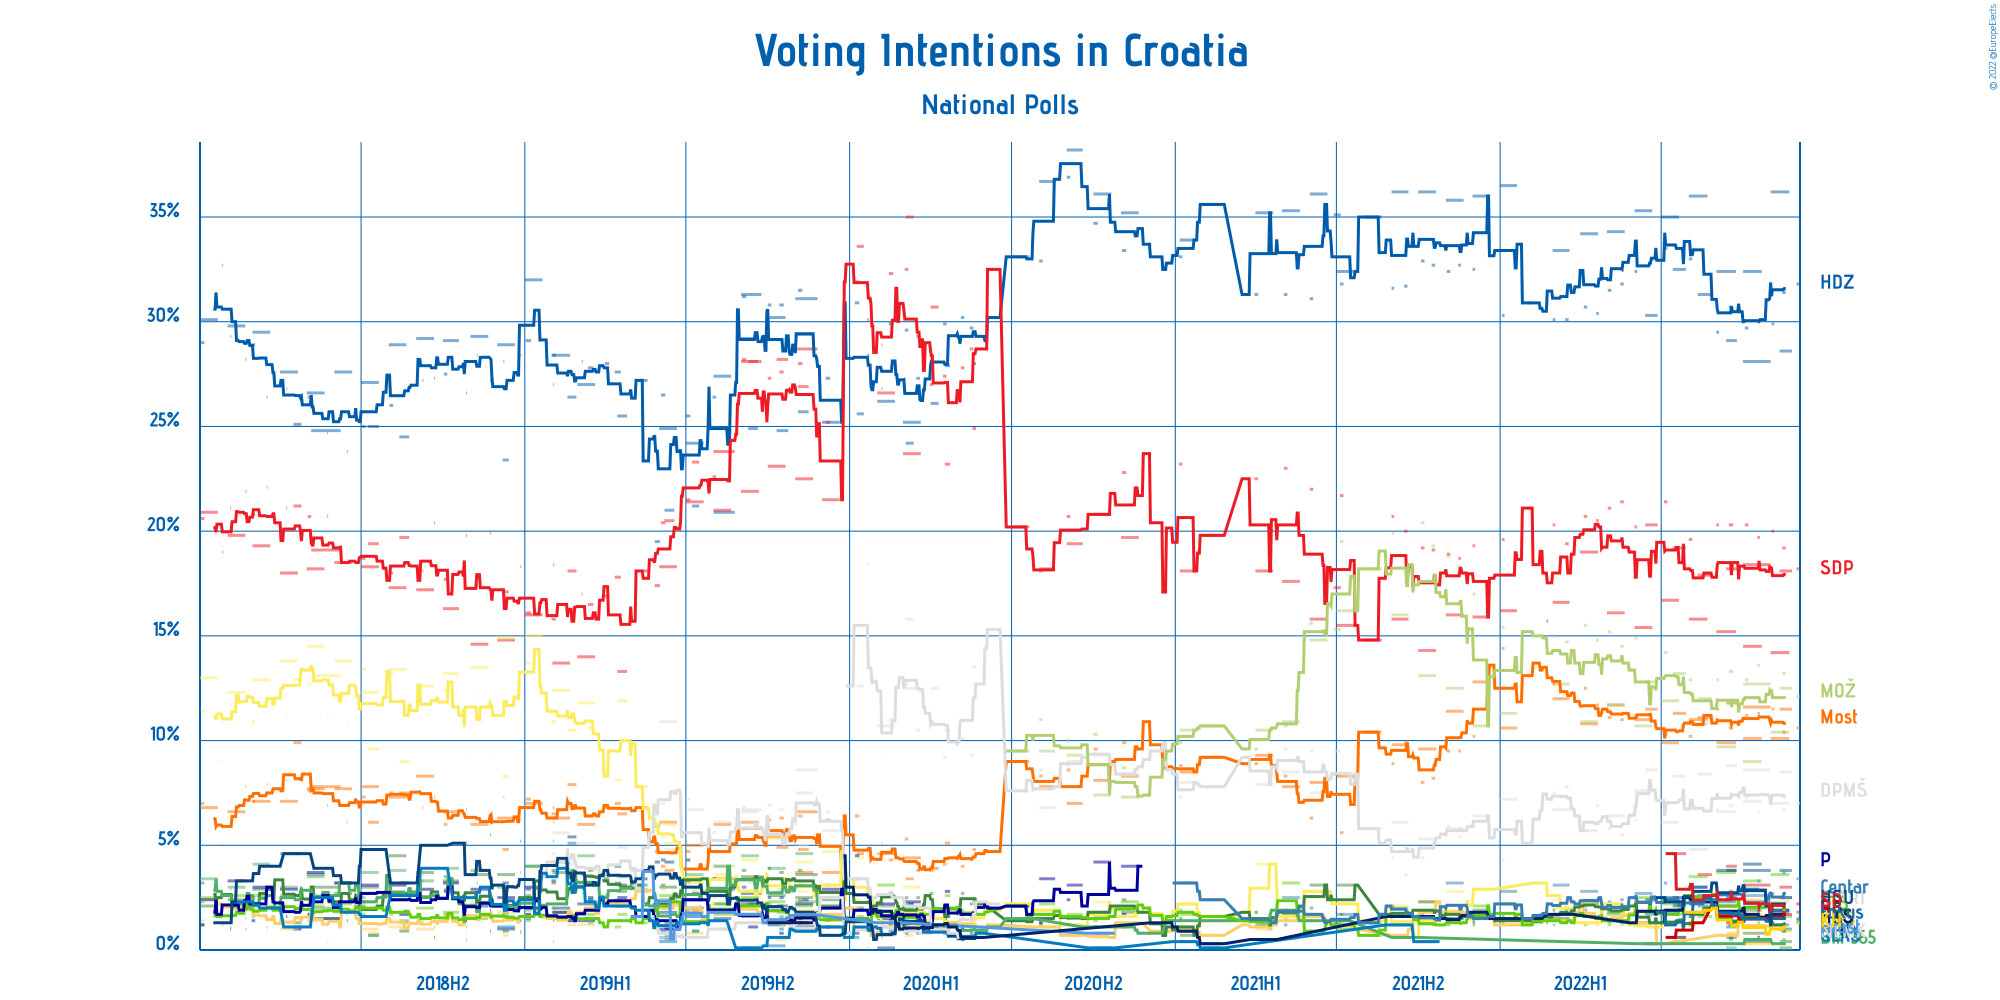 Voting Intentions in Croatia
National Polls
© 2022 @EuropeElects
35%
30%
25%
20%
15%
10%
5%
0%
HDZ
SDP
MOŽ
Most
DPMŠ
P
Centar
2018H2
2019H1
2019H2
2020H1
2020H2
2021H1
2021H2
2022H1